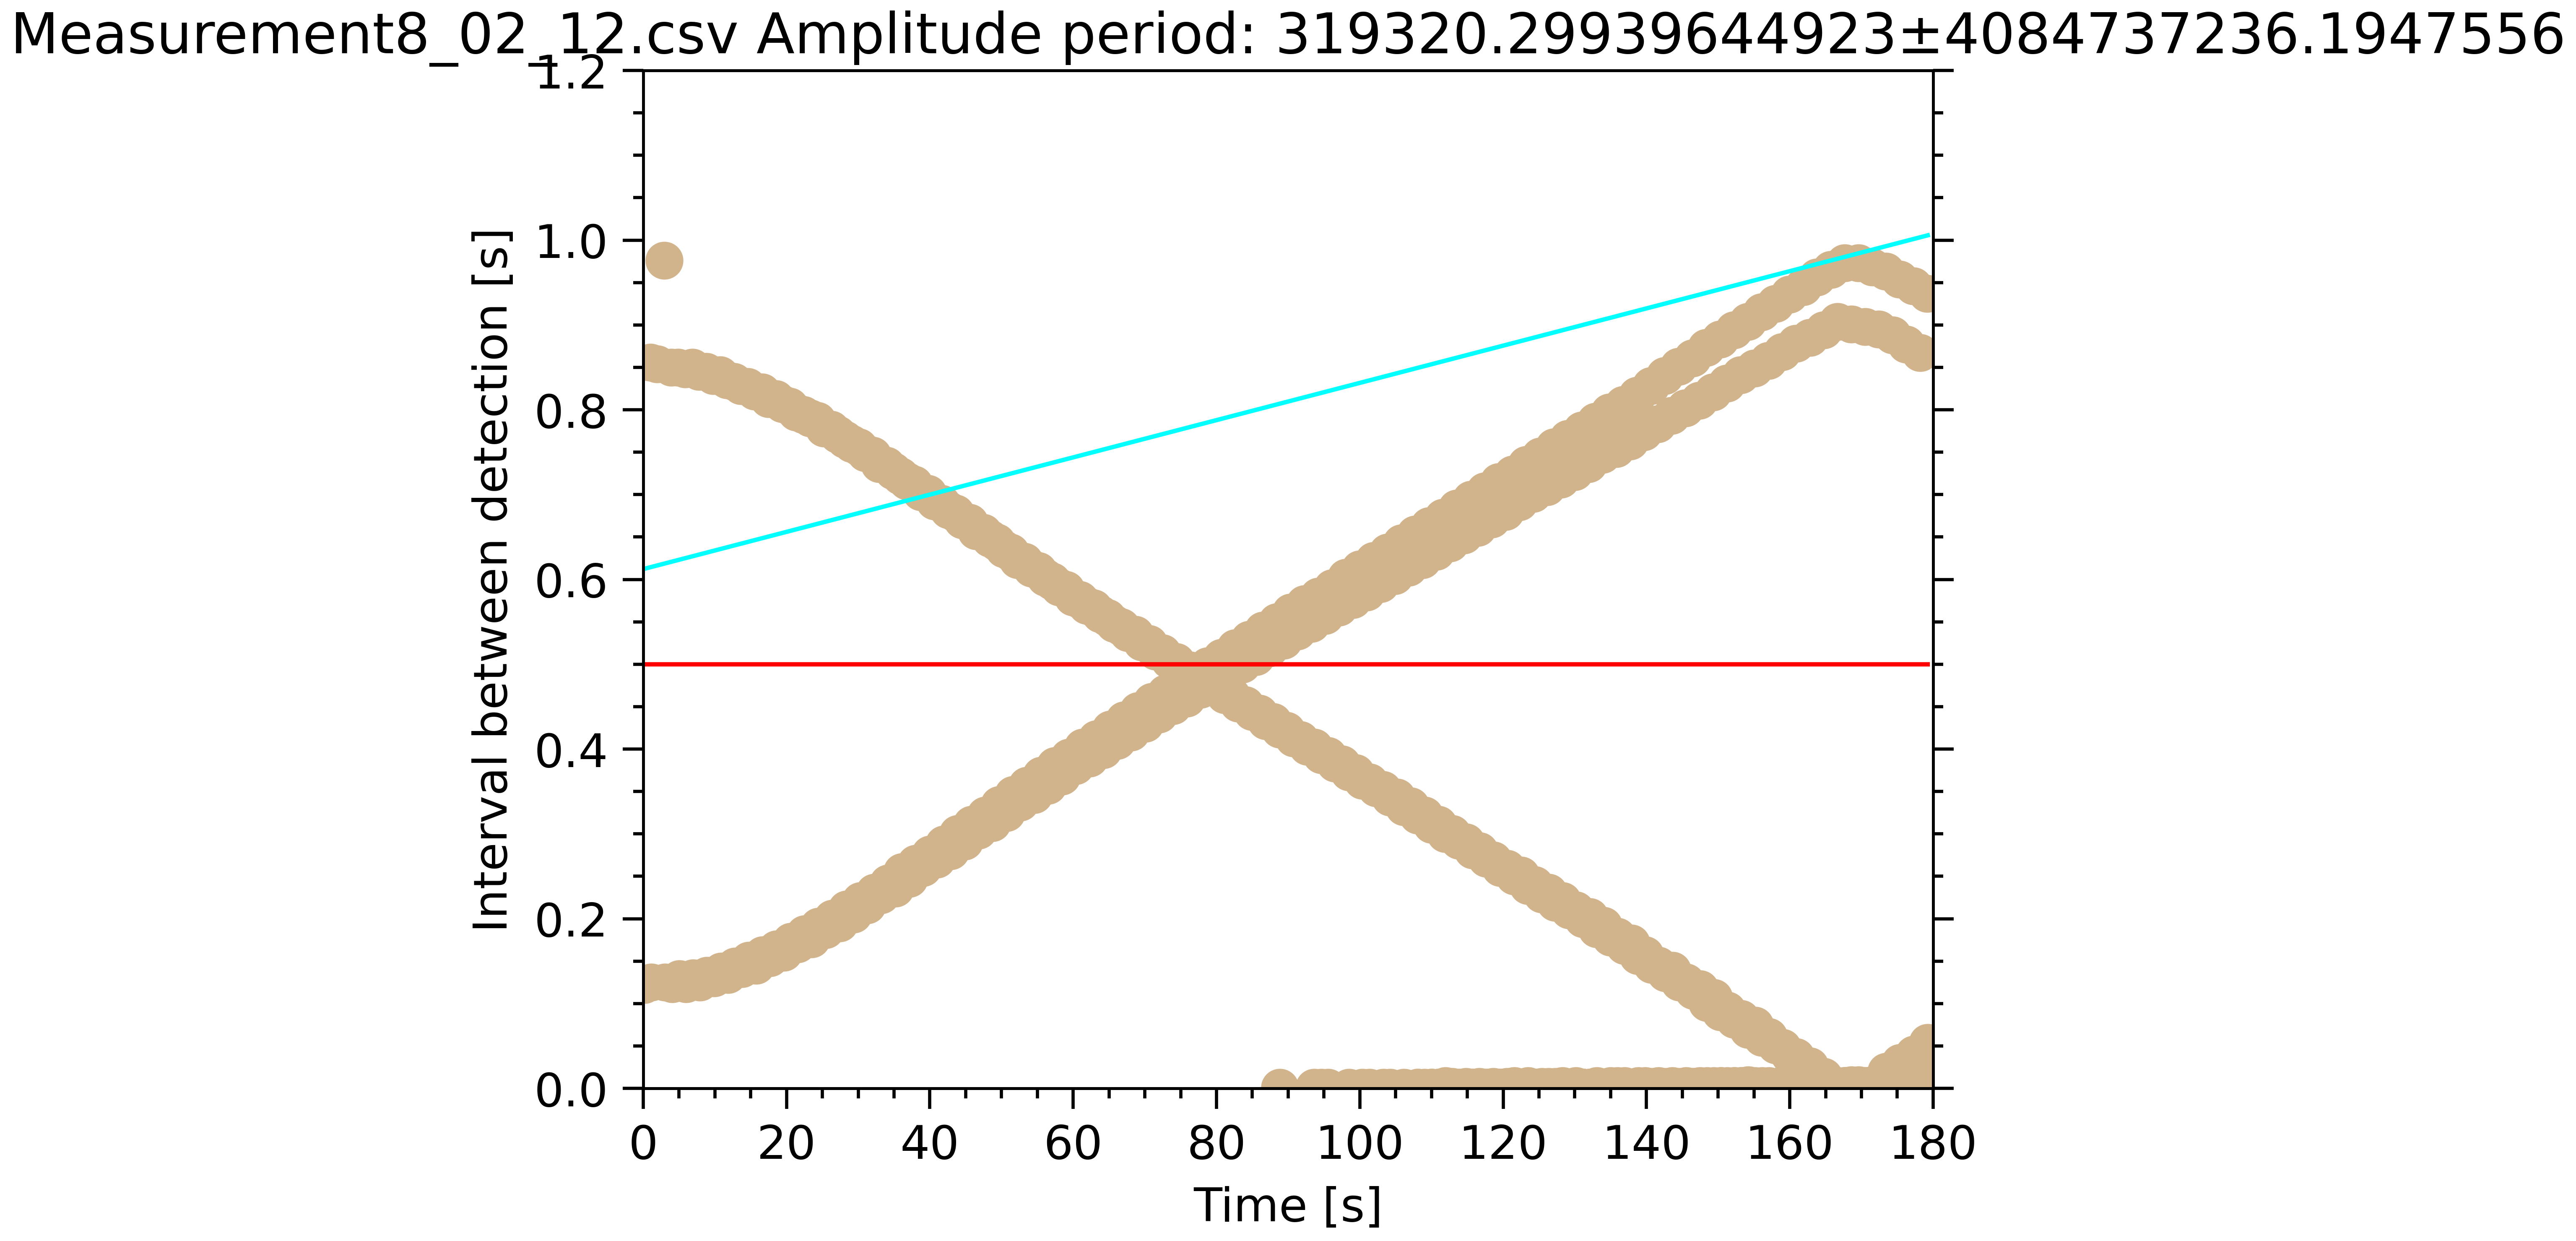 Measurement8_02_12.csv Amplitude period: 319320.29939644923±4084737236.1947556
1.2
1.0
0.8
0.6
0.4
0.2
0.0
Interval between detection [s]
0 20 40 60 80 100 120 140 160 180
Time [s]